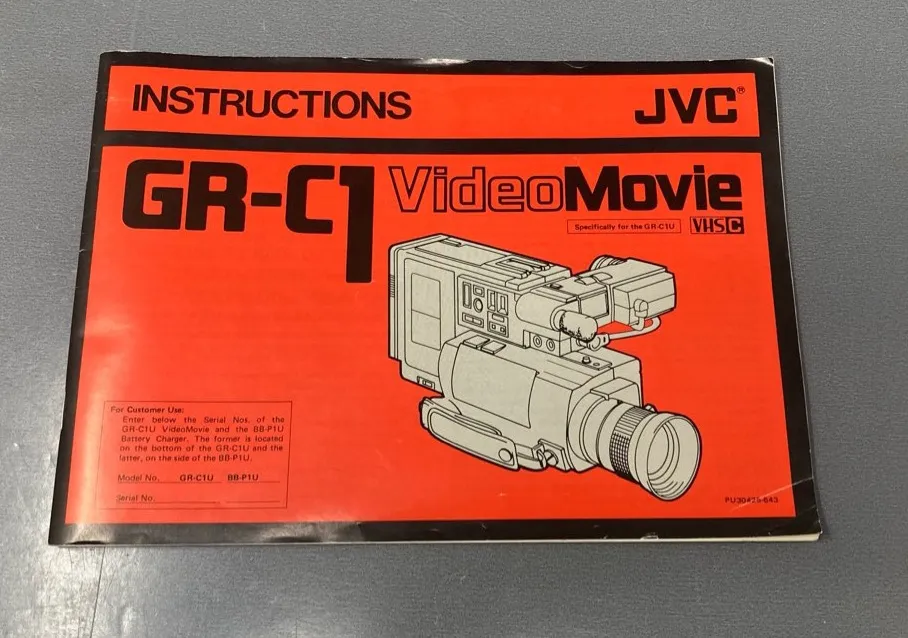 INSTRUCTIONS
JVC®
GR-C1 VideoMovie
Specifically for the GR-C1U
VHS C
For Customer Use:
Enter below the Serial Nos. of the
GR-C1U VideoMovie and the BB-P1U
Battery Charger. The former is located
on the bottom of the GR-C1U and the
latter, on the side of the BB-P1U.
Model No. GR-C1U BB-P1U
Serial No.
PU30425-643